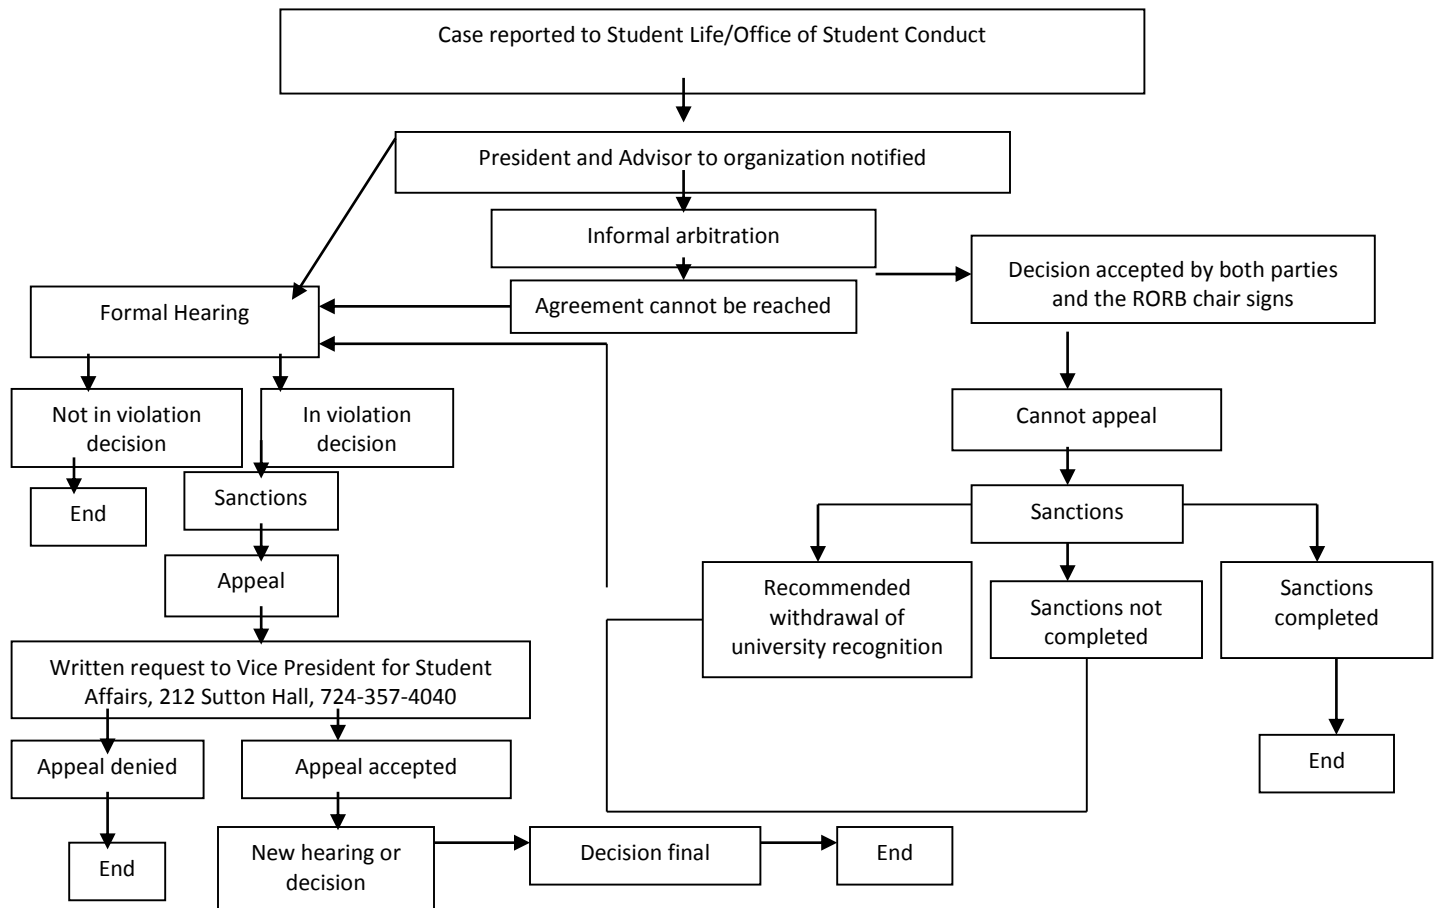 Case reported to Student Life/Office of Student Conduct
President and Advisor to organization notified
Informal arbitration
Decision accepted by both parties
and the RORB chair signs
Agreement cannot be reached
Formal Hearing
Not in violation
decision
In violation
decision
Cannot appeal
Sanctions
End
Sanctions
Appeal
Recommended
withdrawal of
university recognition
Sanctions not
completed
Sanctions
completed
Written request to Vice President for Student
Affairs, 212 Sutton Hall, 724-357-4040
Appeal denied
Appeal accepted
End
End
New hearing or
decision
Decision final
End